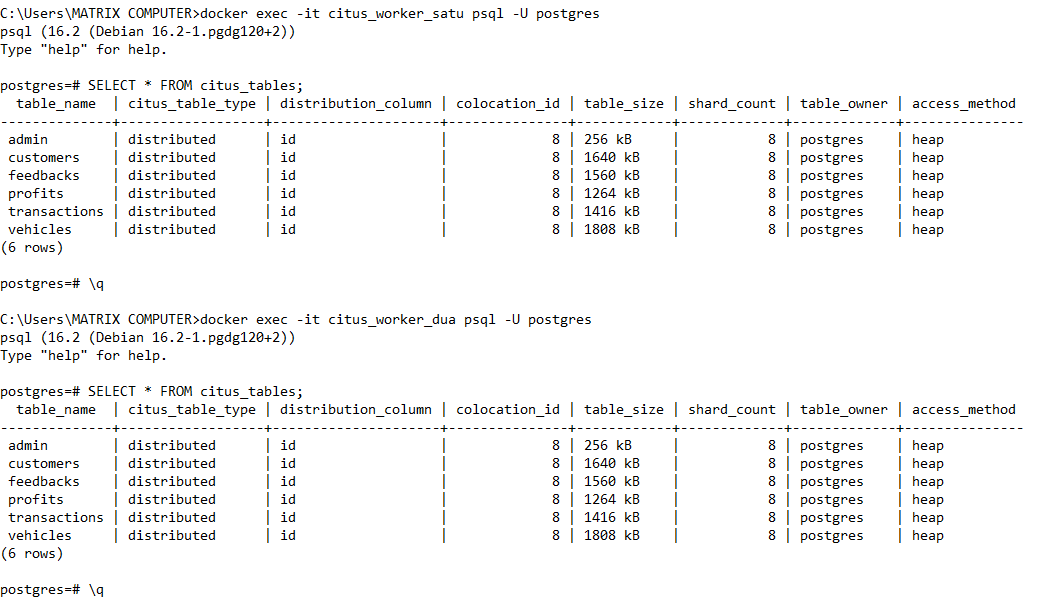 C:\Users\MATRIX COMPUTER>docker exec -it citus_worker_satu psql -U postgres
psql (16.2 (Debian 16.2-1.pgdg120+2))
Type "help" for help.

postgres=# SELECT * FROM citus_tables;
  table_name  | citus_table_type | distribution_column | colocation_id | table_size | shard_count | table_owner | access_method
--------------+------------------+---------------------+---------------+------------+-------------+-------------+---------------
 admin        | distributed      | id                  |             8 | 256 kB     |           8 | postgres    | heap
 customers    | distributed      | id                  |             8 | 1640 kB    |           8 | postgres    | heap
 feedbacks    | distributed      | id                  |             8 | 1560 kB    |           8 | postgres    | heap
 profits      | distributed      | id                  |             8 | 1264 kB    |           8 | postgres    | heap
 transactions | distributed      | id                  |             8 | 1416 kB    |           8 | postgres    | heap
 vehicles     | distributed      | id                  |             8 | 1808 kB    |           8 | postgres    | heap
(6 rows)

postgres=# \q

C:\Users\MATRIX COMPUTER>docker exec -it citus_worker_dua psql -U postgres
psql (16.2 (Debian 16.2-1.pgdg120+2))
Type "help" for help.

postgres=# SELECT * FROM citus_tables;
  table_name  | citus_table_type | distribution_column | colocation_id | table_size | shard_count | table_owner | access_method
--------------+------------------+---------------------+---------------+------------+-------------+-------------+---------------
 admin        | distributed      | id                  |             8 | 256 kB     |           8 | postgres    | heap
 customers    | distributed      | id                  |             8 | 1640 kB    |           8 | postgres    | heap
 feedbacks    | distributed      | id                  |             8 | 1560 kB    |           8 | postgres    | heap
 profits      | distributed      | id                  |             8 | 1264 kB    |           8 | postgres    | heap
 transactions | distributed      | id                  |             8 | 1416 kB    |           8 | postgres    | heap
 vehicles     | distributed      | id                  |             8 | 1808 kB    |           8 | postgres    | heap
(6 rows)

postgres=# \q